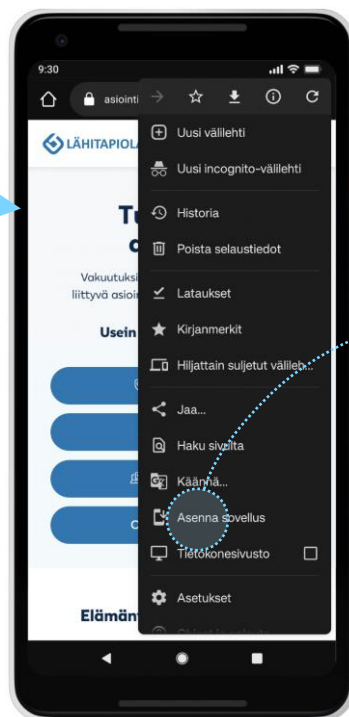 9:30
asiointi
LÄHITAPIOLA
Uusi välilehti
Uusi incognito-välilehti
Historia
Poista selaustiedot
Vakuutuksi
liittyvä asioin
Lataukset
Usein
Kirjanmerkit
Hiljattain suljetut välileh...
Jaa...
Haku sivulta
Käännä...
Asenna sovellus
Tietokonesivusto
Asetukset
Elämän